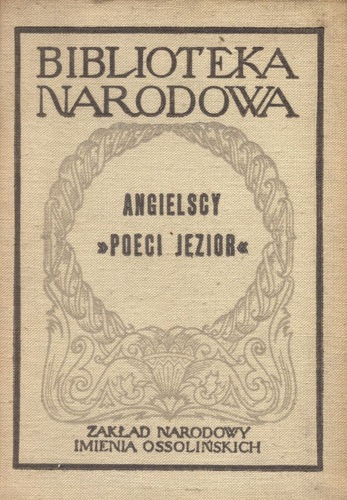 BIBLIOTEKA
NARODOWA
ANGIELSCY
»POECI JEZIOR«
ZAKŁAD NARODOWY
IMIENIA OSSOLIŃSKICH